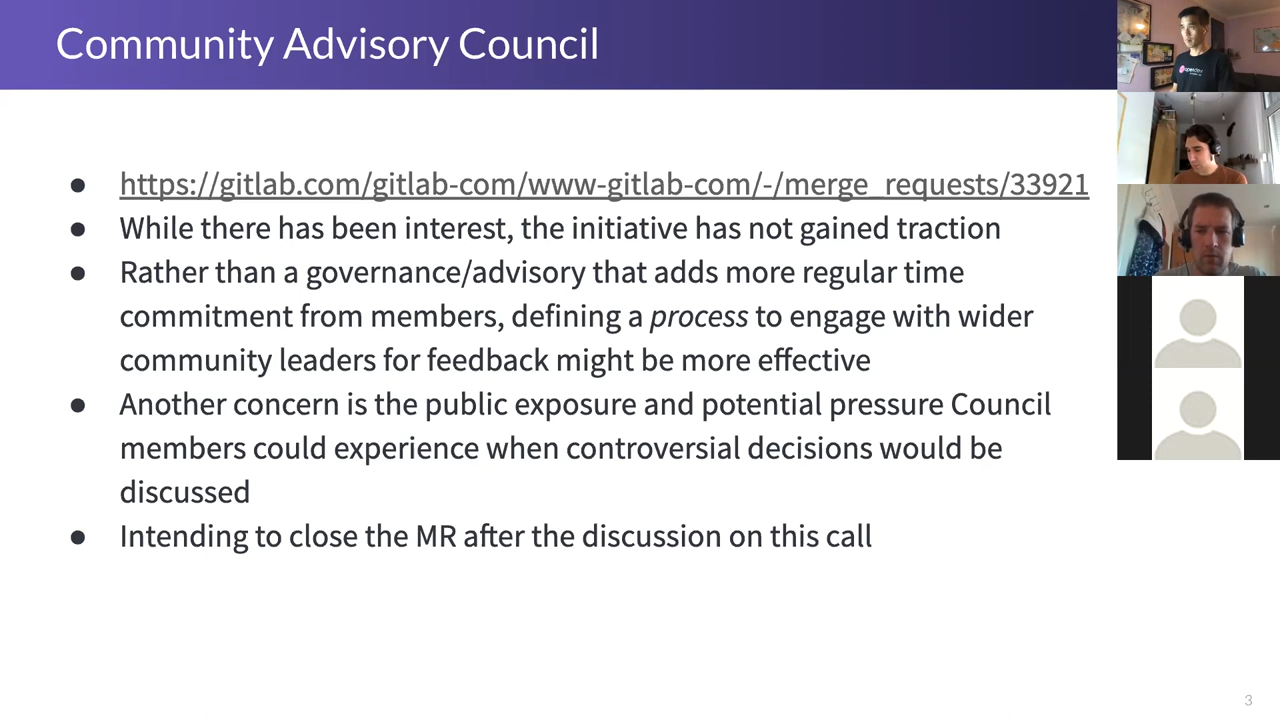 Community Advisory Council
● https://gitlab.com/gitlab-com/www-gitlab-com/-/merge_requests/33921
● While there has been interest, the initiative has not gained traction
● Rather than a governance/advisory that adds more regular time
commitment from members, defining a process to engage with wider
community leaders for feedback might be more effective
● Another concern is the public exposure and potential pressure Council
members could experience when controversial decisions would be
discussed
● Intending to close the MR after the discussion on this call
3